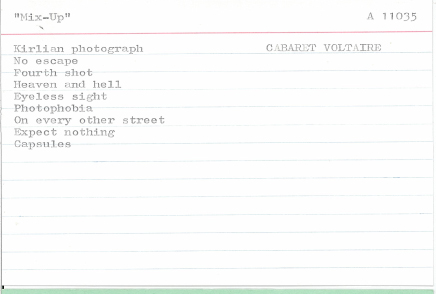 "Mix-Up" A 11035
Kirlian photograph CABARET VOLTAIRE
No escape
Fourth shot
Heaven and hell
Eyeless sight
Photophobia
On every other street
Expect nothing
Capsules